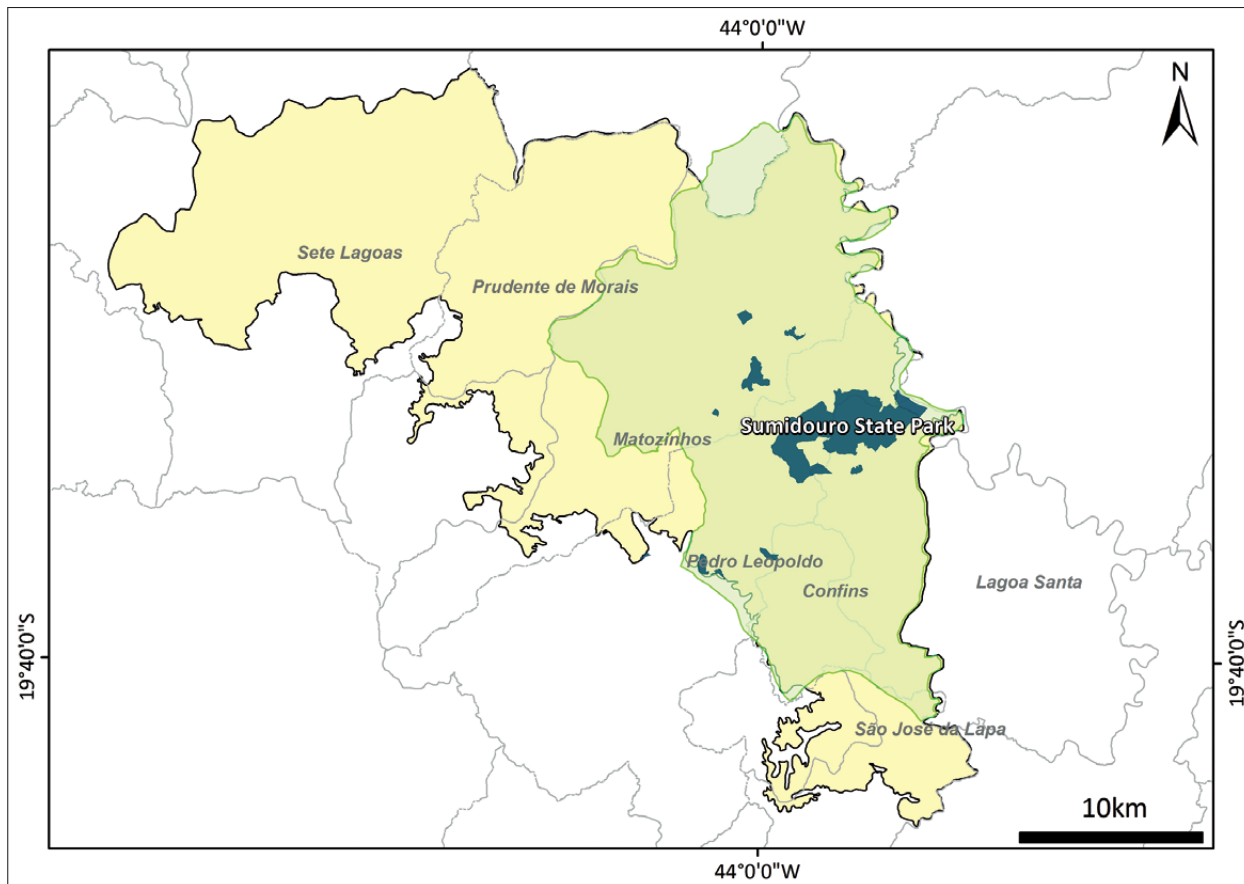 44°0'0"W
N
Sete Lagoas
Prudente de Morais
Sumidouro State Park
Matozinhos
Pedro Leopoldo
Confins
Lagoa Santa
19°40'0"S
19°40'0"S
São José da Lapa
10km
44°0'0"W